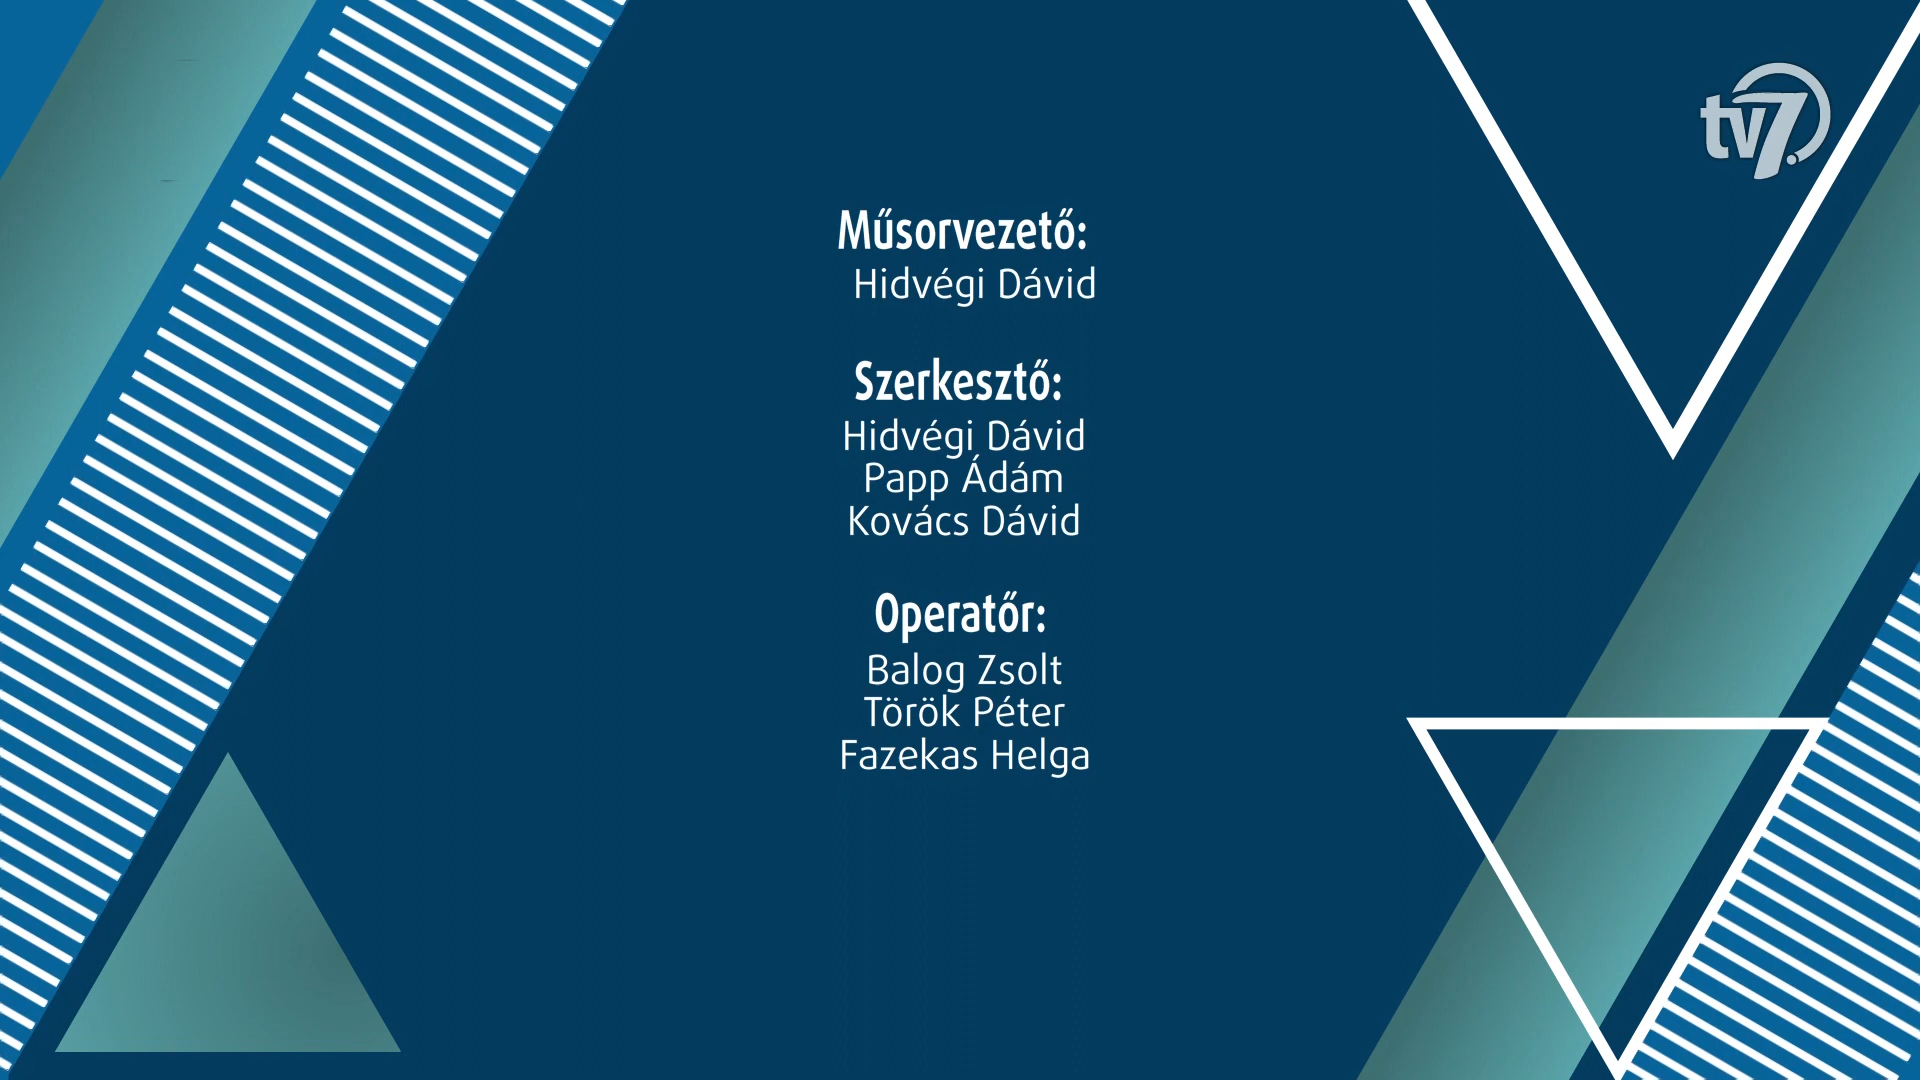 tv7.
Műsorvezető:
Hidvégi Dávid
Szerkesztő:
Hidvégi Dávid
Papp Ádám
Kovács Dávid
Operatőr:
Balog Zsolt
Török Péter
Fazekas Helga